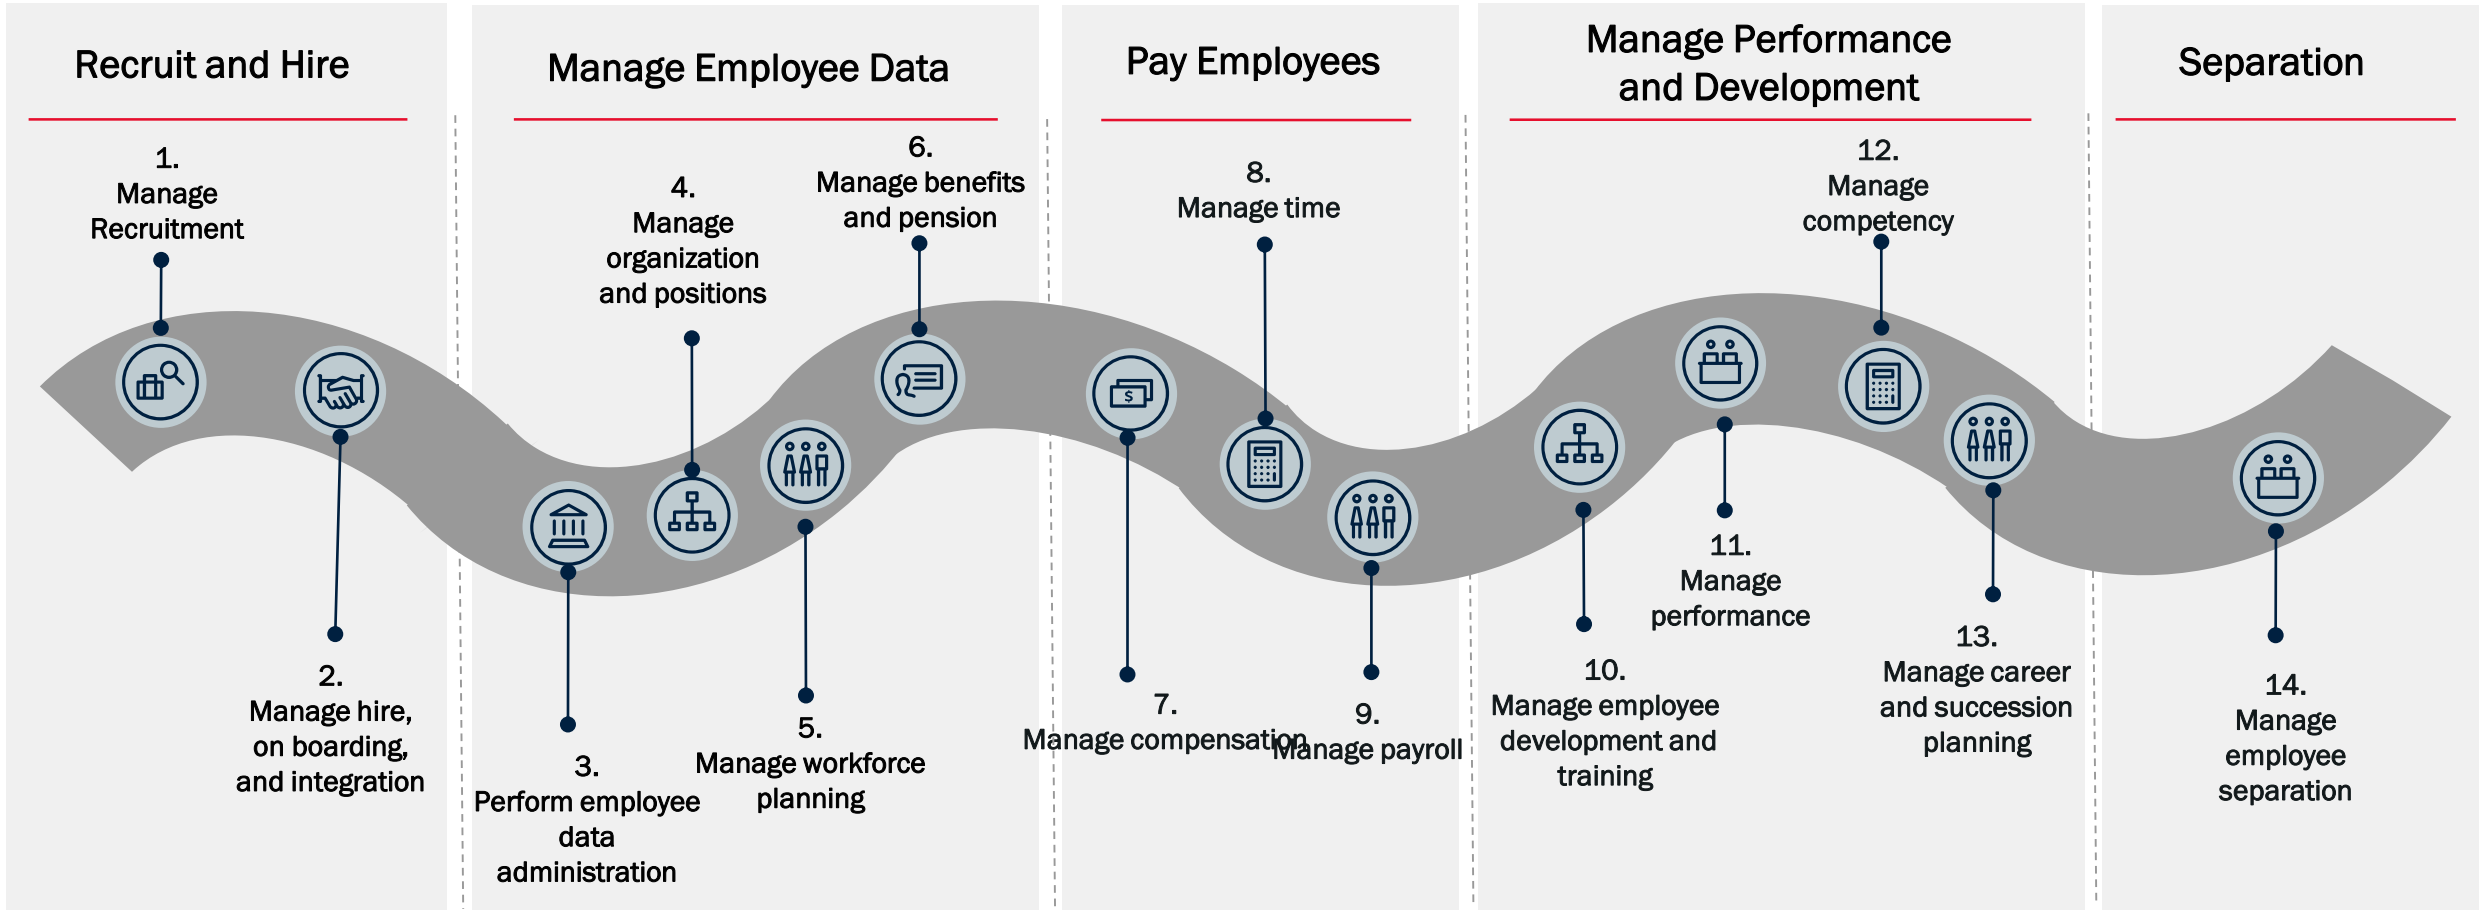 Recruit and Hire
Manage Employee Data
Pay Employees
Manage Performance
and Development
Separation
1.
Manage
Recruitment
2.
Manage hire,
on boarding,
and integration
3.
Perform employee
data
administration
4.
Manage
organization
and positions
5.
Manage workforce
planning
6.
Manage benefits
and pension
7.
Manage compensation
8.
Manage time
9.
Manage payroll
10.
Manage employee
development and
training
11.
Manage
performance
12.
Manage
competency
13.
Manage career
and succession
planning
14.
Manage
employee
separation
$